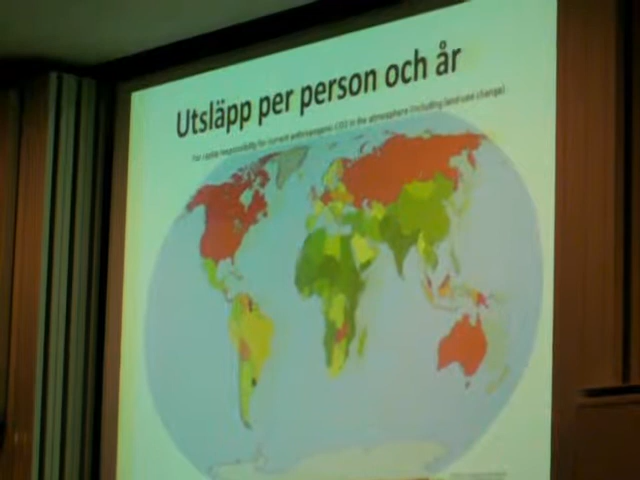 Utsläpp per person och år
Per capita responsibility for current anthropogenic CO2 in the atmosphere (including land-use change)